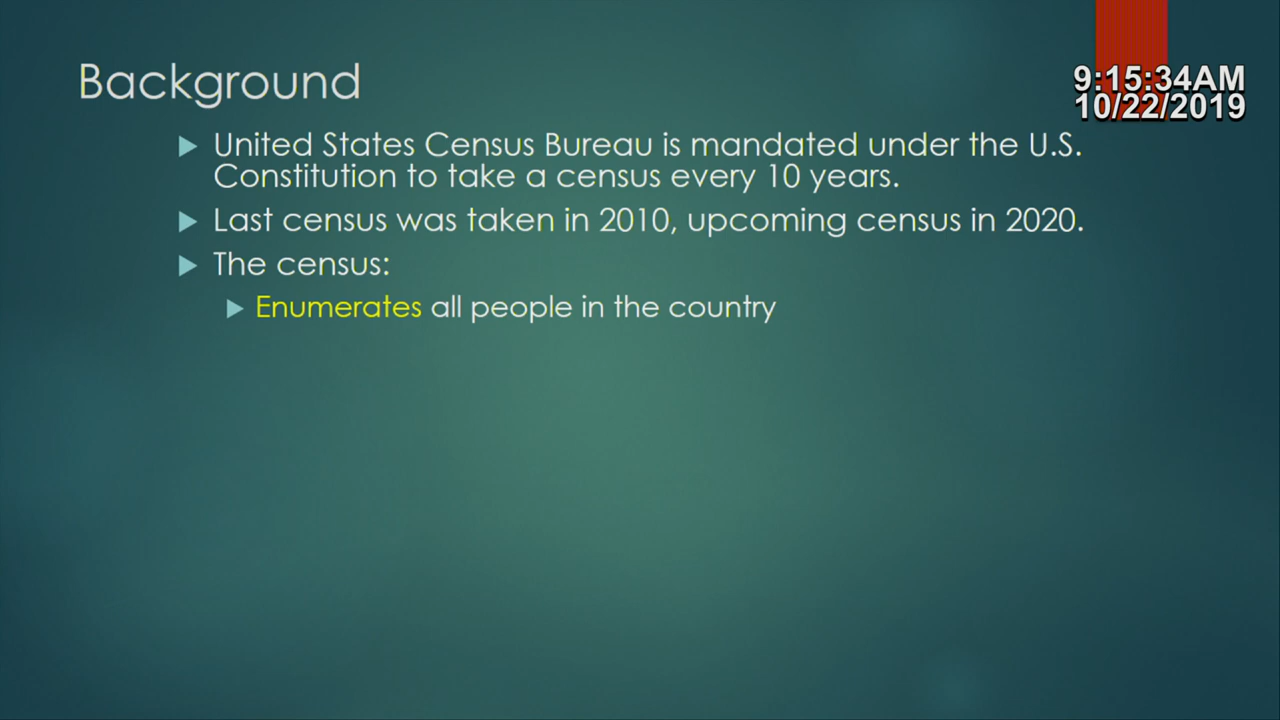 Background
9:15:34AM
10/22/2019
United States Census Bureau is mandated under the U.S.
Constitution to take a census every 10 years.
Last census was taken in 2010, upcoming census in 2020.
The census:
Enumerates all people in the country